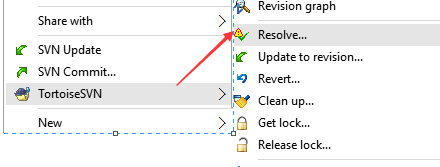 Share with
SVN Update
SVN Commit...
TortoiseSVN
New
Revision graph
Resolve...
Update to revision...
Revert...
Clean up...
Get lock...
Release lock...